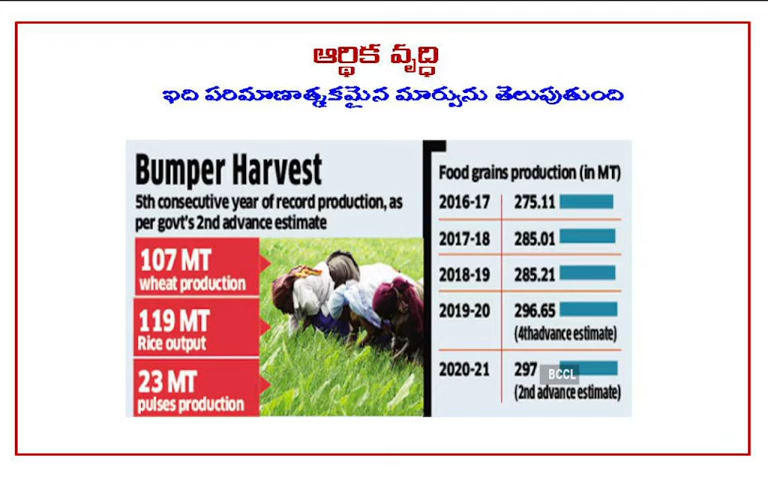 ఆర్థిక వృద్ధి
ఇది పరిమాణాత్మకమైన మార్పును తెలుపుతుంది
Bumper Harvest
5th consecutive year of record production, as
per govt's 2nd advance estimate
107 MT
wheat production
119 MT
Rice output
23 MT
pulses production
Food grains production (in MT)
2016-17 275.11
2017-18 285.01
2018-19 285.21
2019-20 296.65
(4thadvance estimate)
2020-21 297
BCCL
(2nd advance estimate)